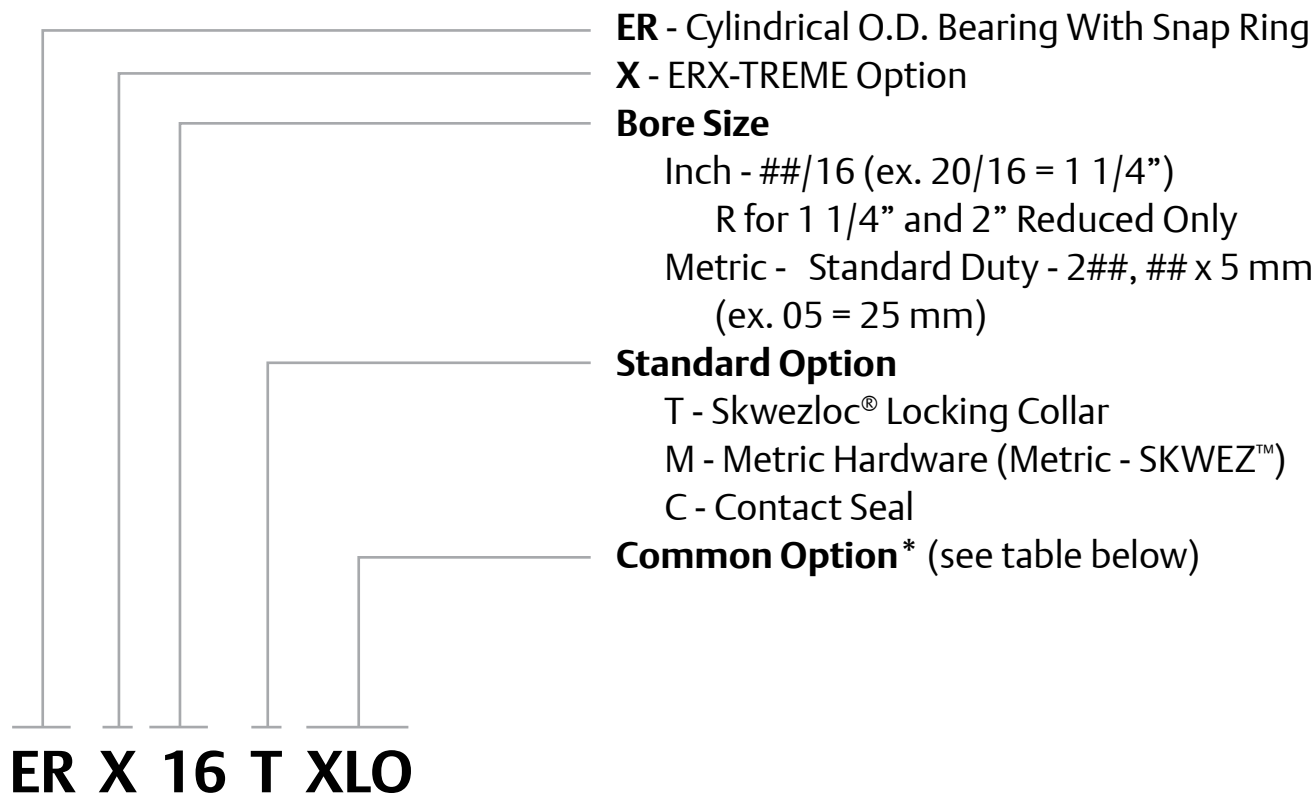 ER - Cylindrical O.D. Bearing With Snap Ring
X - ERX-TREME Option
Bore Size
Inch - ##/16 (ex. 20/16 = 1 1/4”)
R for 1 1/4” and 2” Reduced Only
Metric - Standard Duty - 2##, ## x 5 mm
(ex. 05 = 25 mm)
Standard Option
T - Skwezloc® Locking Collar
M - Metric Hardware (Metric - SKWEZ™)
C - Contact Seal
Common Option* (see table below)
ER X 16 T XLO